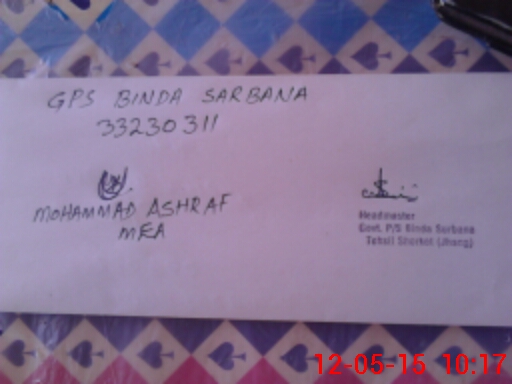 GPS BINDA SARBANA
33230311
MOHAMMAD ASHRAF
MEA
Headmaster
Govt. P/S Binda Sarbana
Tehsil Shorkot (Jhang)
12-05-15 10:17